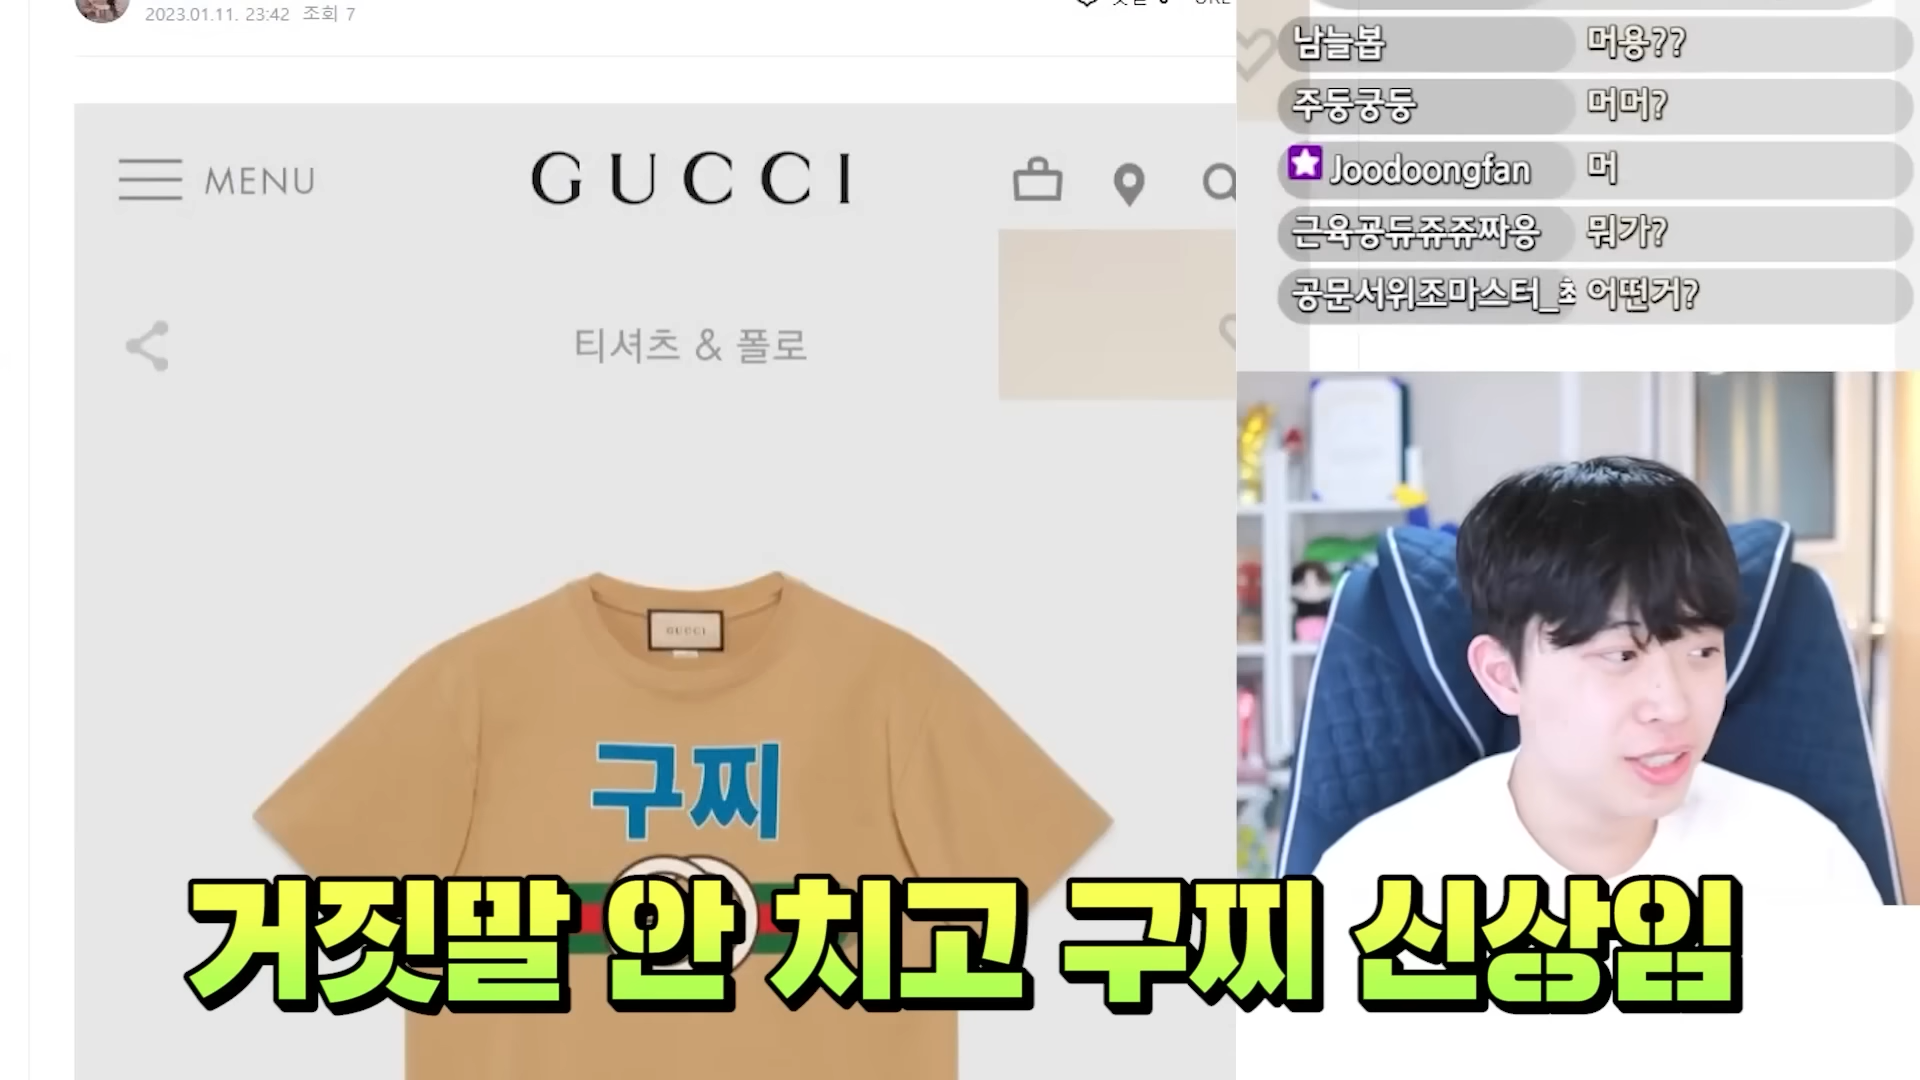 2023.01.11. 23:42 조회 7
MENU
GUCCI
티셔츠 & 폴로
GUCCI
구찌
거짓말 안 치고 구찌 신상임
남늘봅 머용??
주둥궁둥 머머?
Joodoongfan 머
근육꽁듀쥬쥬짜응 뭐가?
공문서위조마스터_ 어떤거?